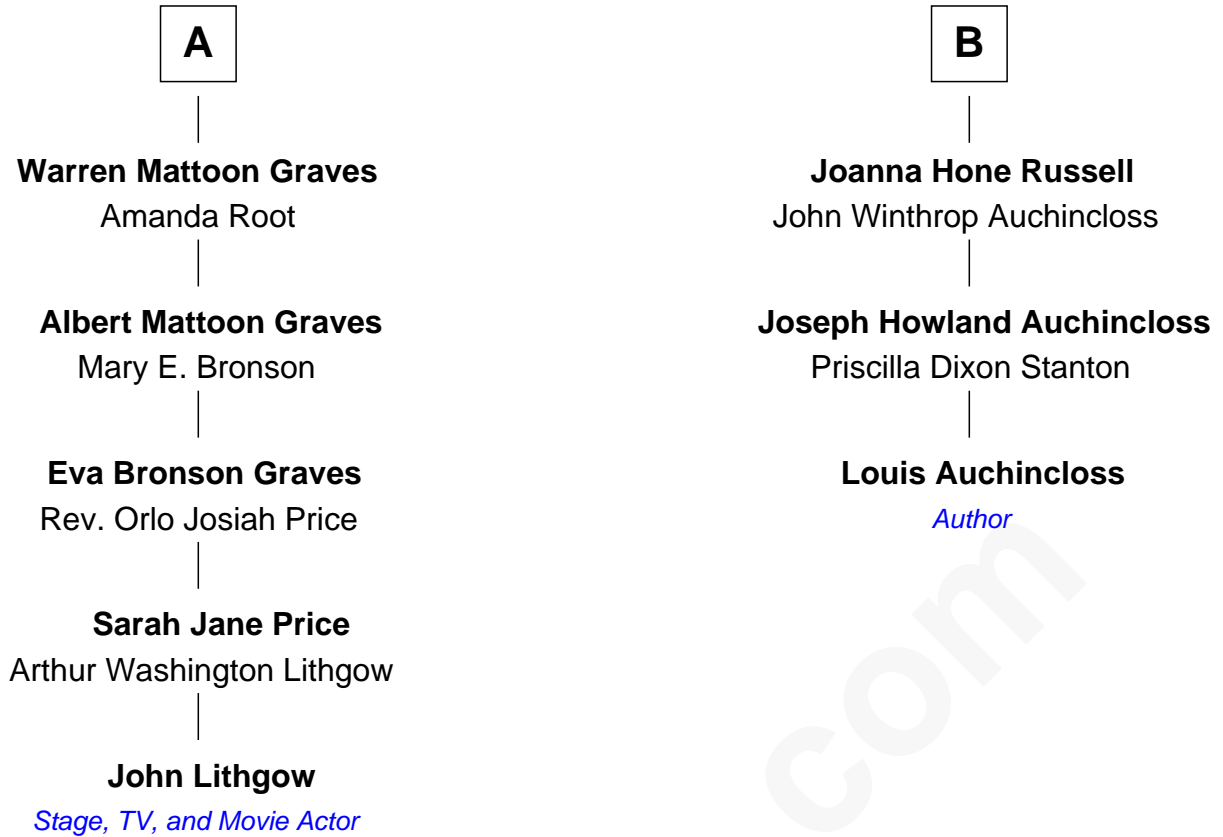 A
Warren Mattoon Graves
Amanda Root
Albert Mattoon Graves
Mary E. Bronson
Eva Bronson Graves
Rev. Orlo Josiah Price
Sarah Jane Price
Arthur Washington Lithgow
John Lithgow
Stage, TV, and Movie Actor
B
Joanna Hone Russell
John Winthrop Auchincloss
Joseph Howland Auchincloss
Priscilla Dixon Stanton
Louis Auchincloss
Author
com